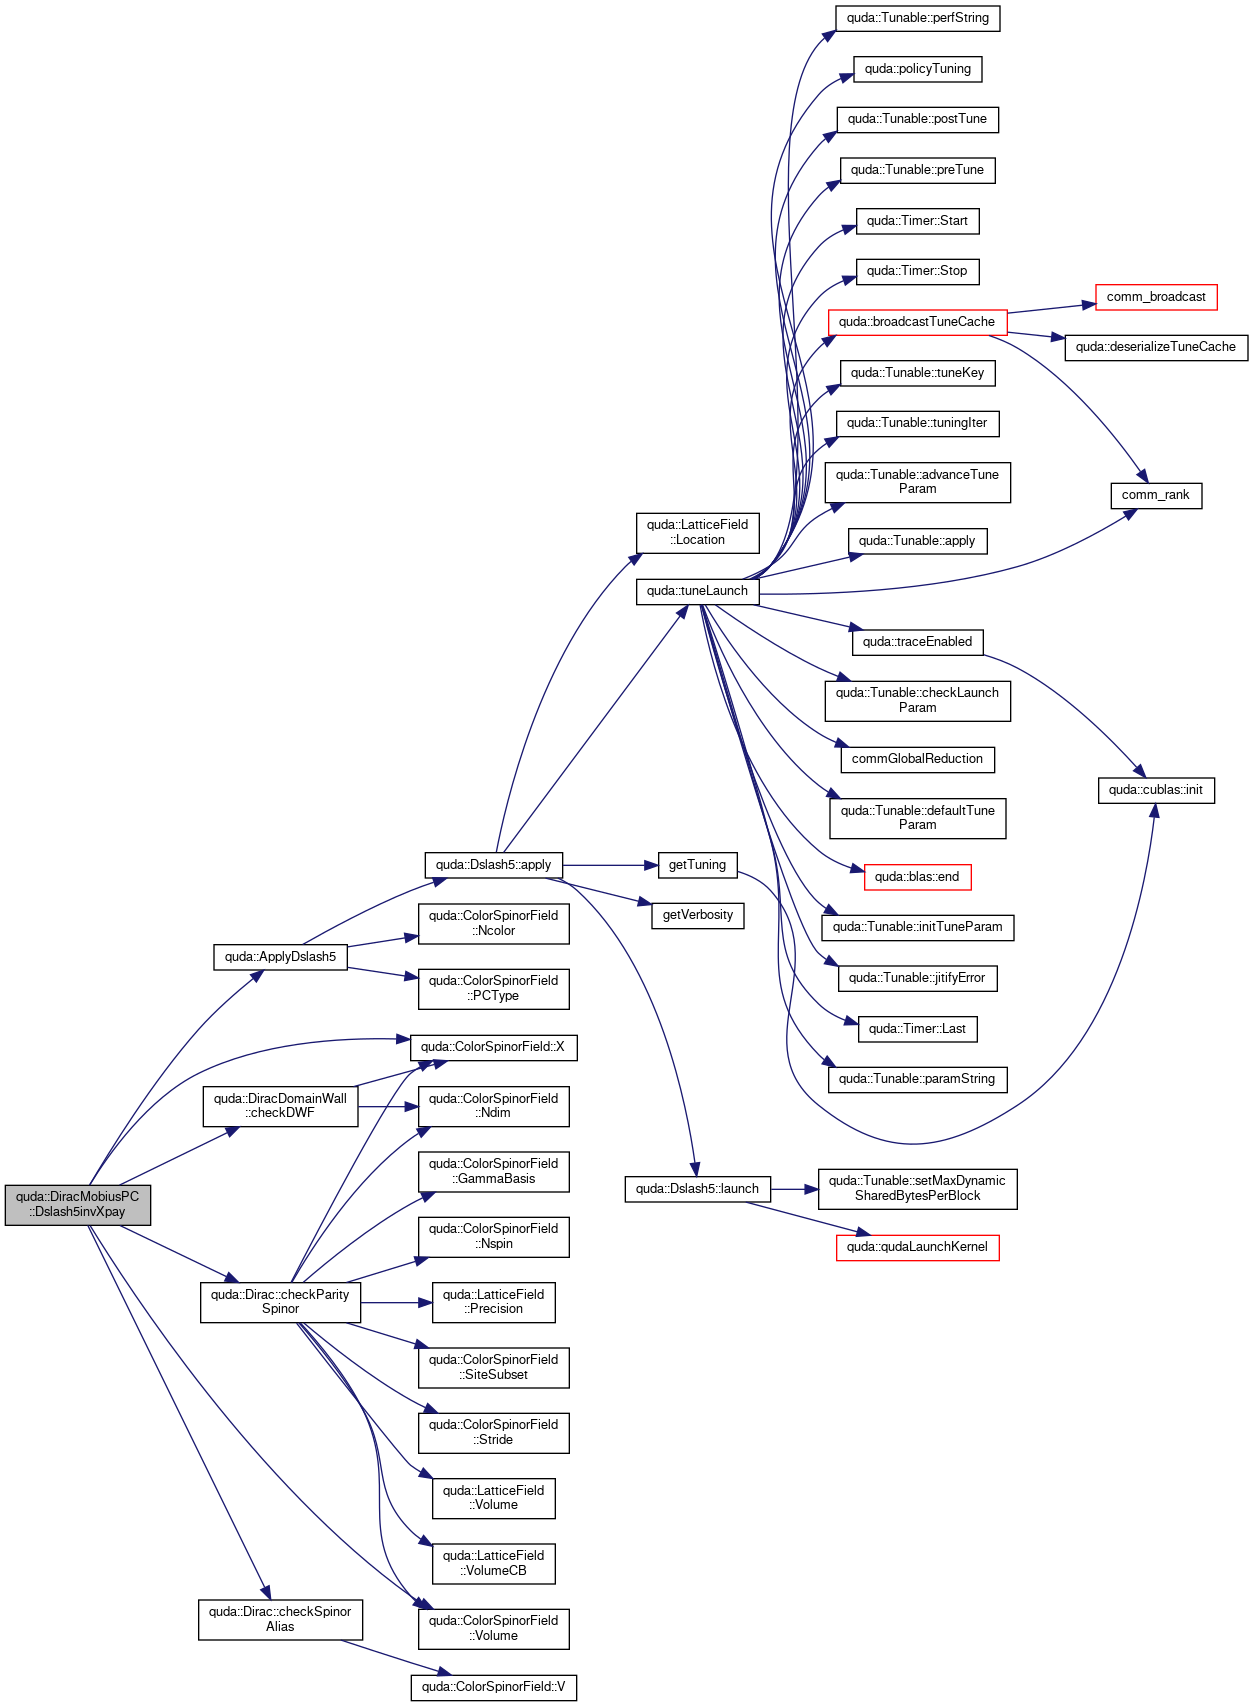 quda::Tunable::perfString
quda::policyTuning
quda::Tunable::postTune
quda::Tunable::preTune
quda::Timer::Start
quda::Timer::Stop
comm_broadcast
quda::broadcastTuneCache
quda::deserializeTuneCache
quda::Tunable::tuneKey
quda::Tunable::tuningIter
quda::Tunable::advanceTune
Param
comm_rank
quda::LatticeField
::Location
quda::Tunable::apply
quda::tuneLaunch
quda::traceEnabled
quda::Tunable::checkLaunch
Param
commGlobalReduction
quda::cublas::init
quda::Tunable::defaultTune
Param
quda::Dslash5::apply
getTuning
quda::blas::end
getVerbosity
quda::ColorSpinorField
::Ncolor
quda::Tunable::initTuneParam
quda::ApplyDslash5
quda::Tunable::jitifyError
quda::ColorSpinorField
::PCType
quda::Timer::Last
quda::ColorSpinorField::X
quda::Tunable::paramString
quda::DiracDomainWall
::checkDWF
quda::ColorSpinorField
::Ndim
quda::ColorSpinorField
::GammaBasis
quda::Dslash5::launch
quda::Tunable::setMaxDynamic
SharedBytesPerBlock
quda::DiracMobiusPC
::Dslash5invXpay
quda::ColorSpinorField
::Nspin
quda::qudaLaunchKernel
quda::Dirac::checkParity
Spinor
quda::LatticeField
::Precision
quda::ColorSpinorField
::SiteSubset
quda::ColorSpinorField
::Stride
quda::LatticeField
::Volume
quda::LatticeField
::VolumeCB
quda::Dirac::checkSpinor
Alias
quda::ColorSpinorField
::Volume
quda::ColorSpinorField::V